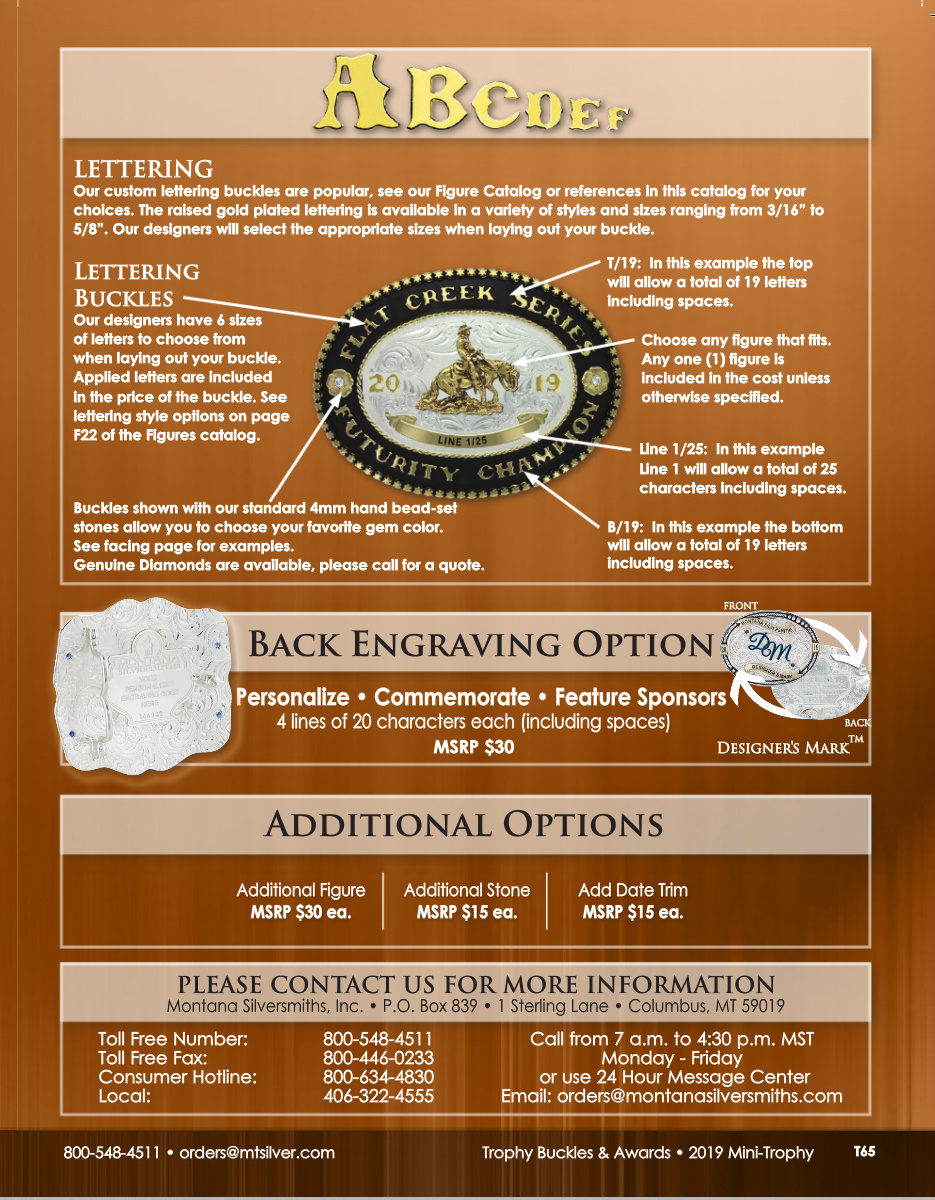 ABCDEF
LETTERING
Our custom lettering buckles are popular, see our Figure Catalog or references in this catalog for your
choices. The raised gold plated lettering is available in a variety of styles and sizes ranging from 3/16” to
5/8”. Our designers will select the appropriate sizes when laying out your buckle.
LETTERING
BUCKLES
Our designers have 6 sizes
of letters to choose from
when laying out your buckle.
Applied letters are included
in the price of the buckle. See
lettering style options on page
F22 of the Figures catalog.
Buckles shown with our standard 4mm hand bead-set
stones allow you to choose your favorite gem color.
See facing page for examples.
Genuine Diamonds are available, please call for a quote.
FLAT CREEK SERIES
20 19
LINE 1/25
FUTURITY CHAMPION
T/19: In this example the top
will allow a total of 19 letters
including spaces.
Choose any figure that fits.
Any one (1) figure is
included in the cost unless
otherwise specified.
Line 1/25: In this example
Line 1 will allow a total of 25
characters including spaces.
B/19: In this example the bottom
will allow a total of 19 letters
including spaces.
BACK ENGRAVING OPTION
Personalize • Commemorate • Feature Sponsors
4 lines of 20 characters each (including spaces)
MSRP $30
FRONT
MONTANA SILVERSMITHS
DM
DESIGNER'S MARK
BACK
DESIGNER'S MARK™
ADDITIONAL OPTIONS
Additional Figure
MSRP $30 ea.
Additional Stone
MSRP $15 ea.
Add Date Trim
MSRP $15 ea.
PLEASE CONTACT US FOR MORE INFORMATION
Montana Silversmiths, Inc. • P.O. Box 839 • 1 Sterling Lane • Columbus, MT 59019
Toll Free Number: 800-548-4511
Toll Free Fax: 800-446-0233
Consumer Hotline: 800-634-4830
Local: 406-322-4555
Call from 7 a.m. to 4:30 p.m. MST
Monday - Friday
or use 24 Hour Message Center
Email: orders@montanasilversmiths.com
800-548-4511 • orders@mtsilver.com
Trophy Buckles & Awards • 2019 Mini-Trophy T65